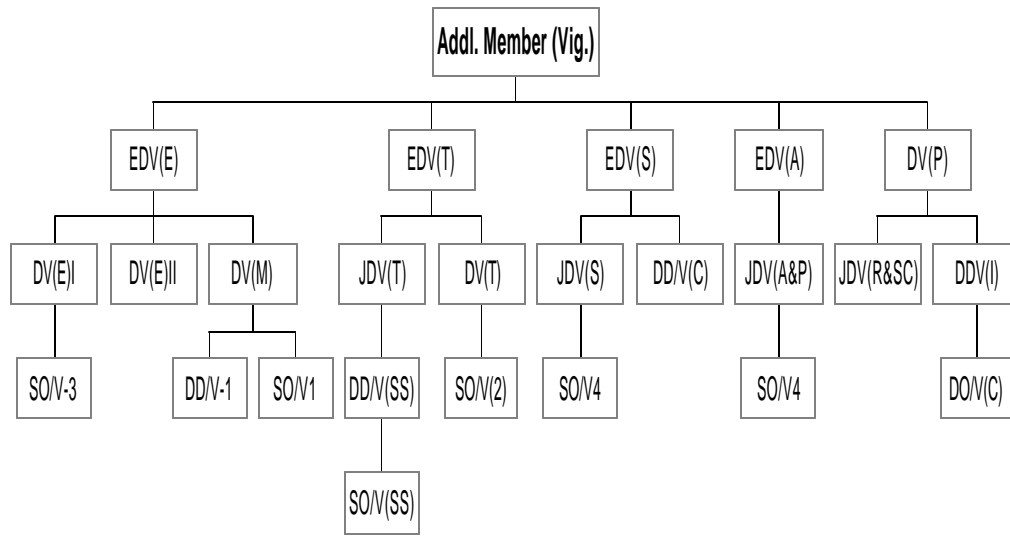 Addl. Member (Vig.)
EDV(E)
EDV(T)
EDV(S)
EDV(A)
DV(P)
DV(E)I
DV(E)II
DV(M)
JDV(T)
DV(T)
JDV(S)
DD/V(C)
JDV(A&P)
JDV(R&SC)
DDV(I)
SO/V-3
DD/V-1
SO/V1
DD/V(SS)
SO/V(2)
SO/V4
SO/V4
DO/V(C)
SO/V(SS)